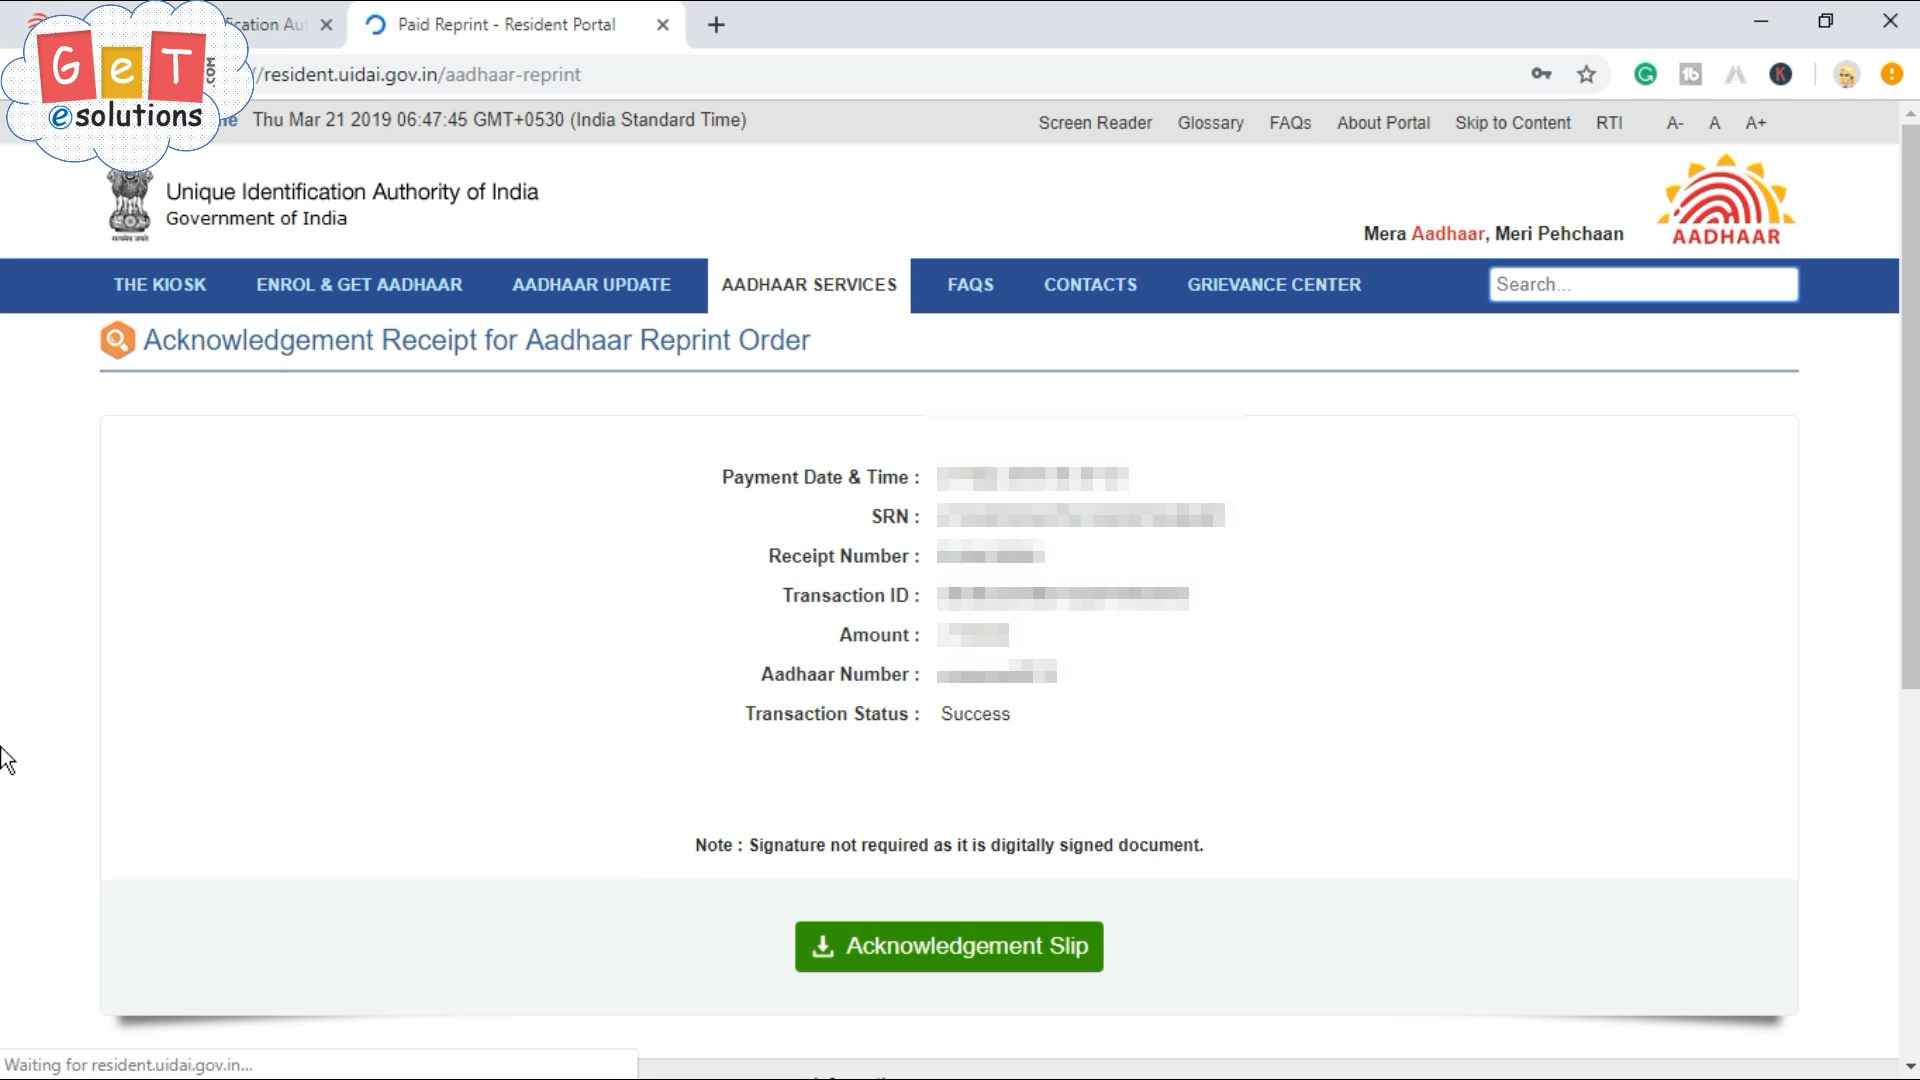 ication Aut
Paid Reprint - Resident Portal
//resident.uidai.gov.in/aadhaar-reprint
GeT
.COM
esolutions
Thu Mar 21 2019 06:47:45 GMT+0530 (India Standard Time)
Screen Reader Glossary FAQs About Portal Skip to Content RTI A- A A+
Unique Identification Authority of India
Government of India
सत्यमेव जयते
Mera Aadhaar, Meri Pehchaan
AADHAAR
THE KIOSK ENROL & GET AADHAAR AADHAAR UPDATE AADHAAR SERVICES FAQS CONTACTS GRIEVANCE CENTER Search...
Acknowledgement Receipt for Aadhaar Reprint Order
Payment Date & Time :
SRN :
Receipt Number :
Transaction ID :
Amount :
Aadhaar Number :
Transaction Status : Success
Note : Signature not required as it is digitally signed document.
Acknowledgement Slip
Waiting for resident.uidai.gov.in...